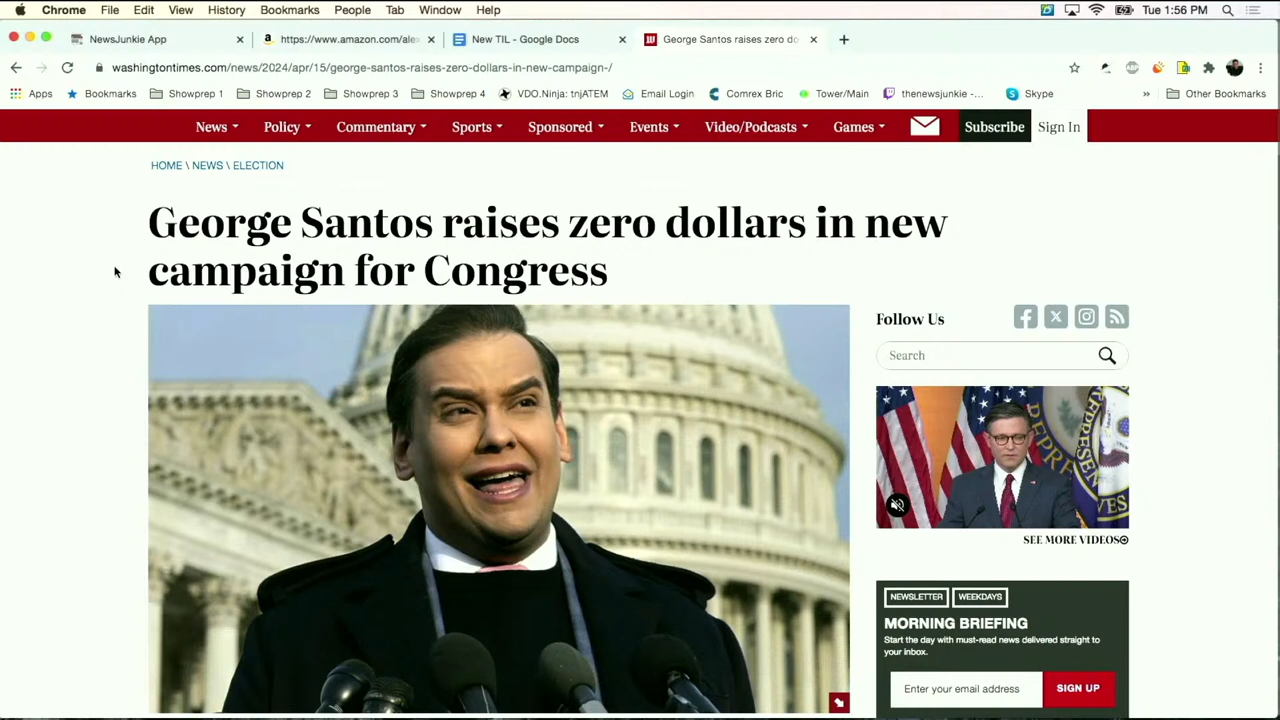 Chrome File Edit View History Bookmarks People Tab Window Help Tue 1:56 PM
NewsJunkie App https://www.amazon.com/ale New TIL - Google Docs George Santos raises zero do
washingtontimes.com/news/2024/apr/15/george-santos-raises-zero-dollars-in-new-campaign-/
Apps Bookmarks Showprep 1 Showprep 2 Showprep 3 Showprep 4 VDO.Ninja: tnjATEM Email Login Comrex Bric Tower/Main thenewsjunkie -... Skype » Other Bookmarks
News Policy Commentary Sports Sponsored Events Video/Podcasts Games Subscribe Sign In
HOME \ NEWS \ ELECTION
George Santos raises zero dollars in new
campaign for Congress
Follow Us
Search
SEE MORE VIDEOS
NEWSLETTER WEEKDAYS
MORNING BRIEFING
Start the day with must-read news delivered straight to
your inbox.
Enter your email address SIGN UP